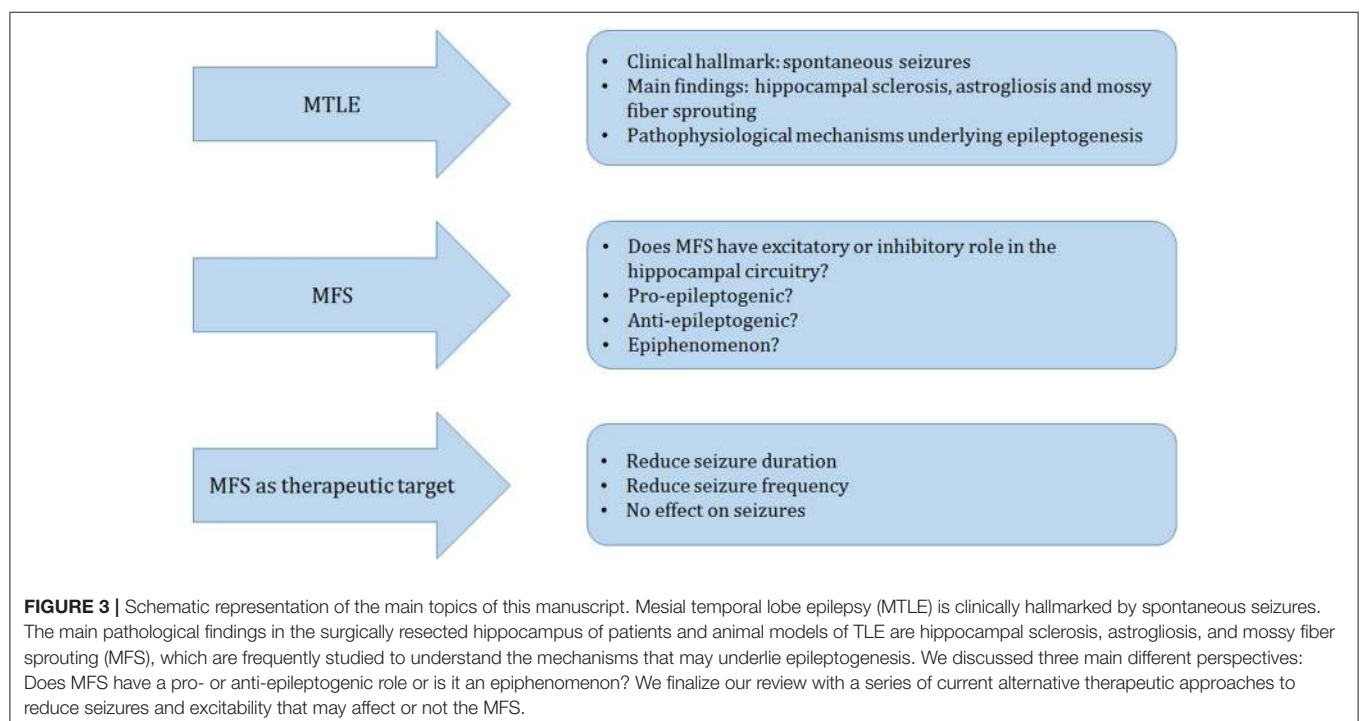 MTLE
• Clinical hallmark: spontaneous seizures
• Main findings: hippocampal sclerosis, astrogliosis and mossy
fiber sprouting
• Pathophysiological mechanisms underlying epileptogenesis
MFS
• Does MFS have excitatory or inhibitory role in the
hippocampal circuitry?
• Pro-epileptogenic?
• Anti-epileptogenic?
• Epiphenomenon?
MFS as therapeutic target
• Reduce seizure duration
• Reduce seizure frequency
• No effect on seizures
FIGURE 3 | Schematic representation of the main topics of this manuscript. Mesial temporal lobe epilepsy (MTLE) is clinically hallmarked by spontaneous seizures.
The main pathological findings in the surgically resected hippocampus of patients and animal models of TLE are hippocampal sclerosis, astrogliosis, and mossy fiber
sprouting (MFS), which are frequently studied to understand the mechanisms that may underlie epileptogenesis. We discussed three main different perspectives:
Does MFS have a pro- or anti-epileptogenic role or is it an epiphenomenon? We finalize our review with a series of current alternative therapeutic approaches to
reduce seizures and excitability that may affect or not the MFS.